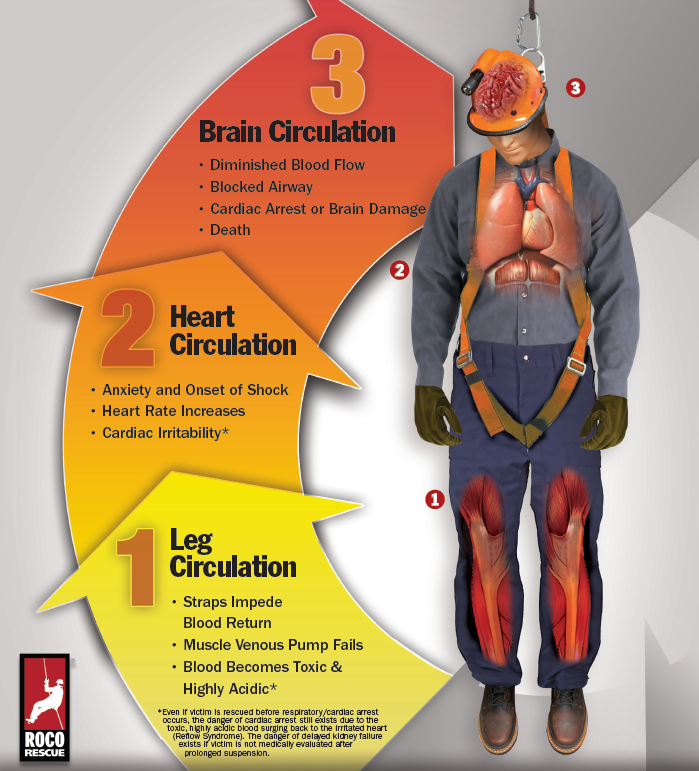 3
Brain Circulation
• Diminished Blood Flow
• Blocked Airway
• Cardiac Arrest or Brain Damage
• Death
2
Heart
Circulation
• Anxiety and Onset of Shock
• Heart Rate Increases
• Cardiac Irritability*
1
Leg
Circulation
• Straps Impede
Blood Return
• Muscle Venous Pump Fails
• Blood Becomes Toxic &
Highly Acidic*
*Even if victim is rescued before respiratory/cardiac arrest
occurs, the danger of cardiac arrest still exists due to the
toxic, highly acidic blood surging back to the irritated heart
(Reflow Syndrome). The danger of delayed kidney failure
exists if victim is not medically evaluated after
prolonged suspension.
3
2
1
ROCO
RESCUE
®